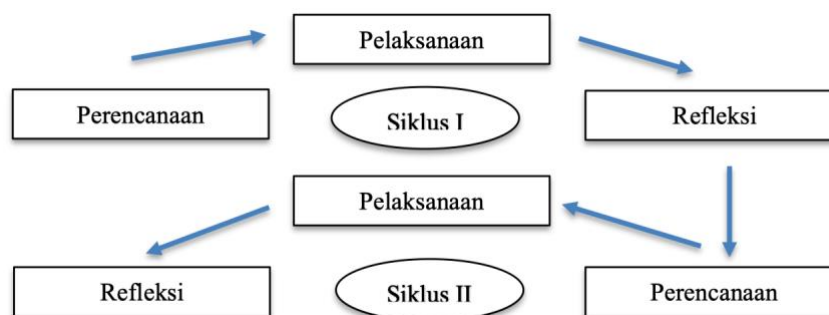 Pelaksanaan
Perencanaan
Siklus I
Refleksi
Pelaksanaan
Refleksi
Siklus II
Perencanaan